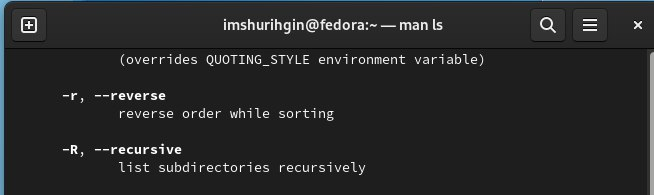 imshurihgin@fedora:~ — man ls
(overrides QUOTING_STYLE environment variable)
-r, --reverse
reverse order while sorting
-R, --recursive
list subdirectories recursively